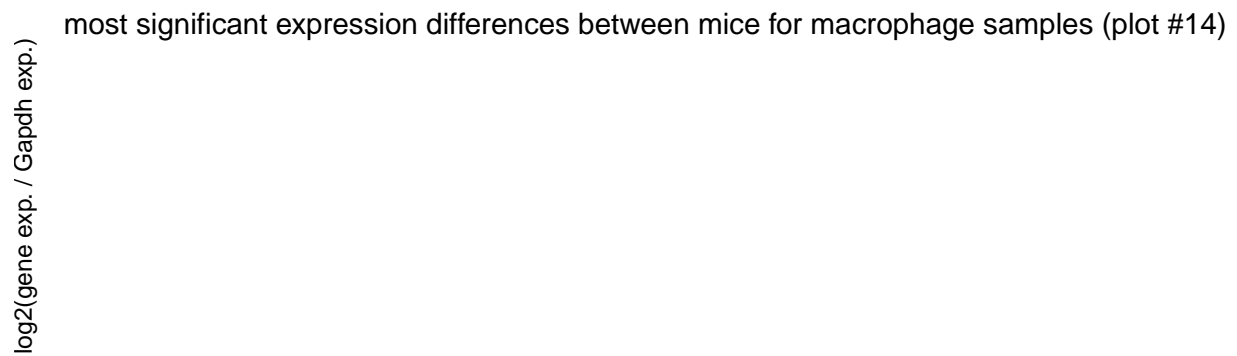 most significant expression differences between mice for macrophage samples (plot #14)
log2(gene exp. / Gapdh exp.)